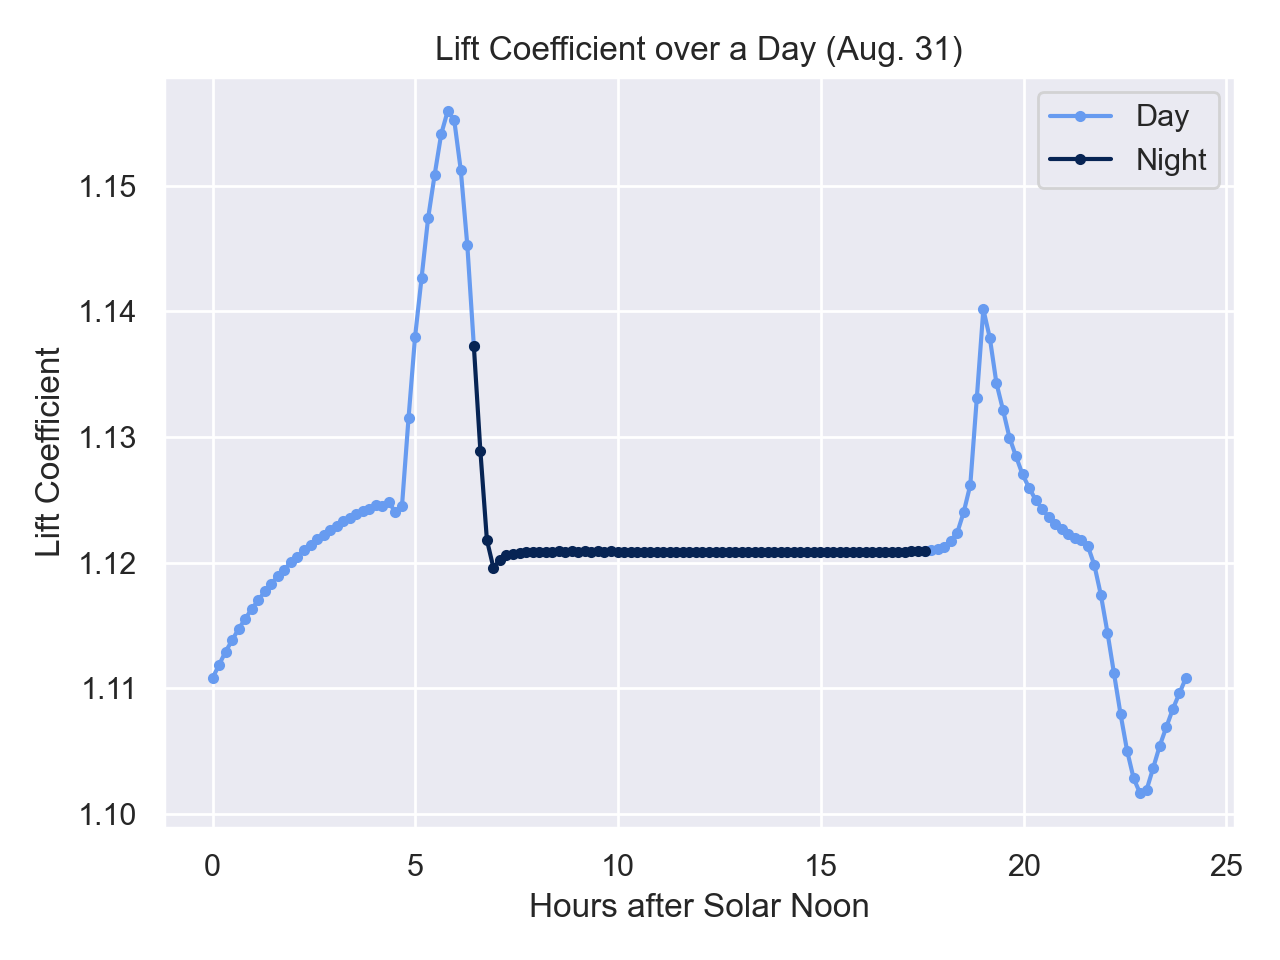 Lift Coefficient over a Day (Aug. 31)
Day
Night
1.15
1.14
1.13
1.12
1.11
1.10
Lift Coefficient
0 5 10 15 20 25
Hours after Solar Noon